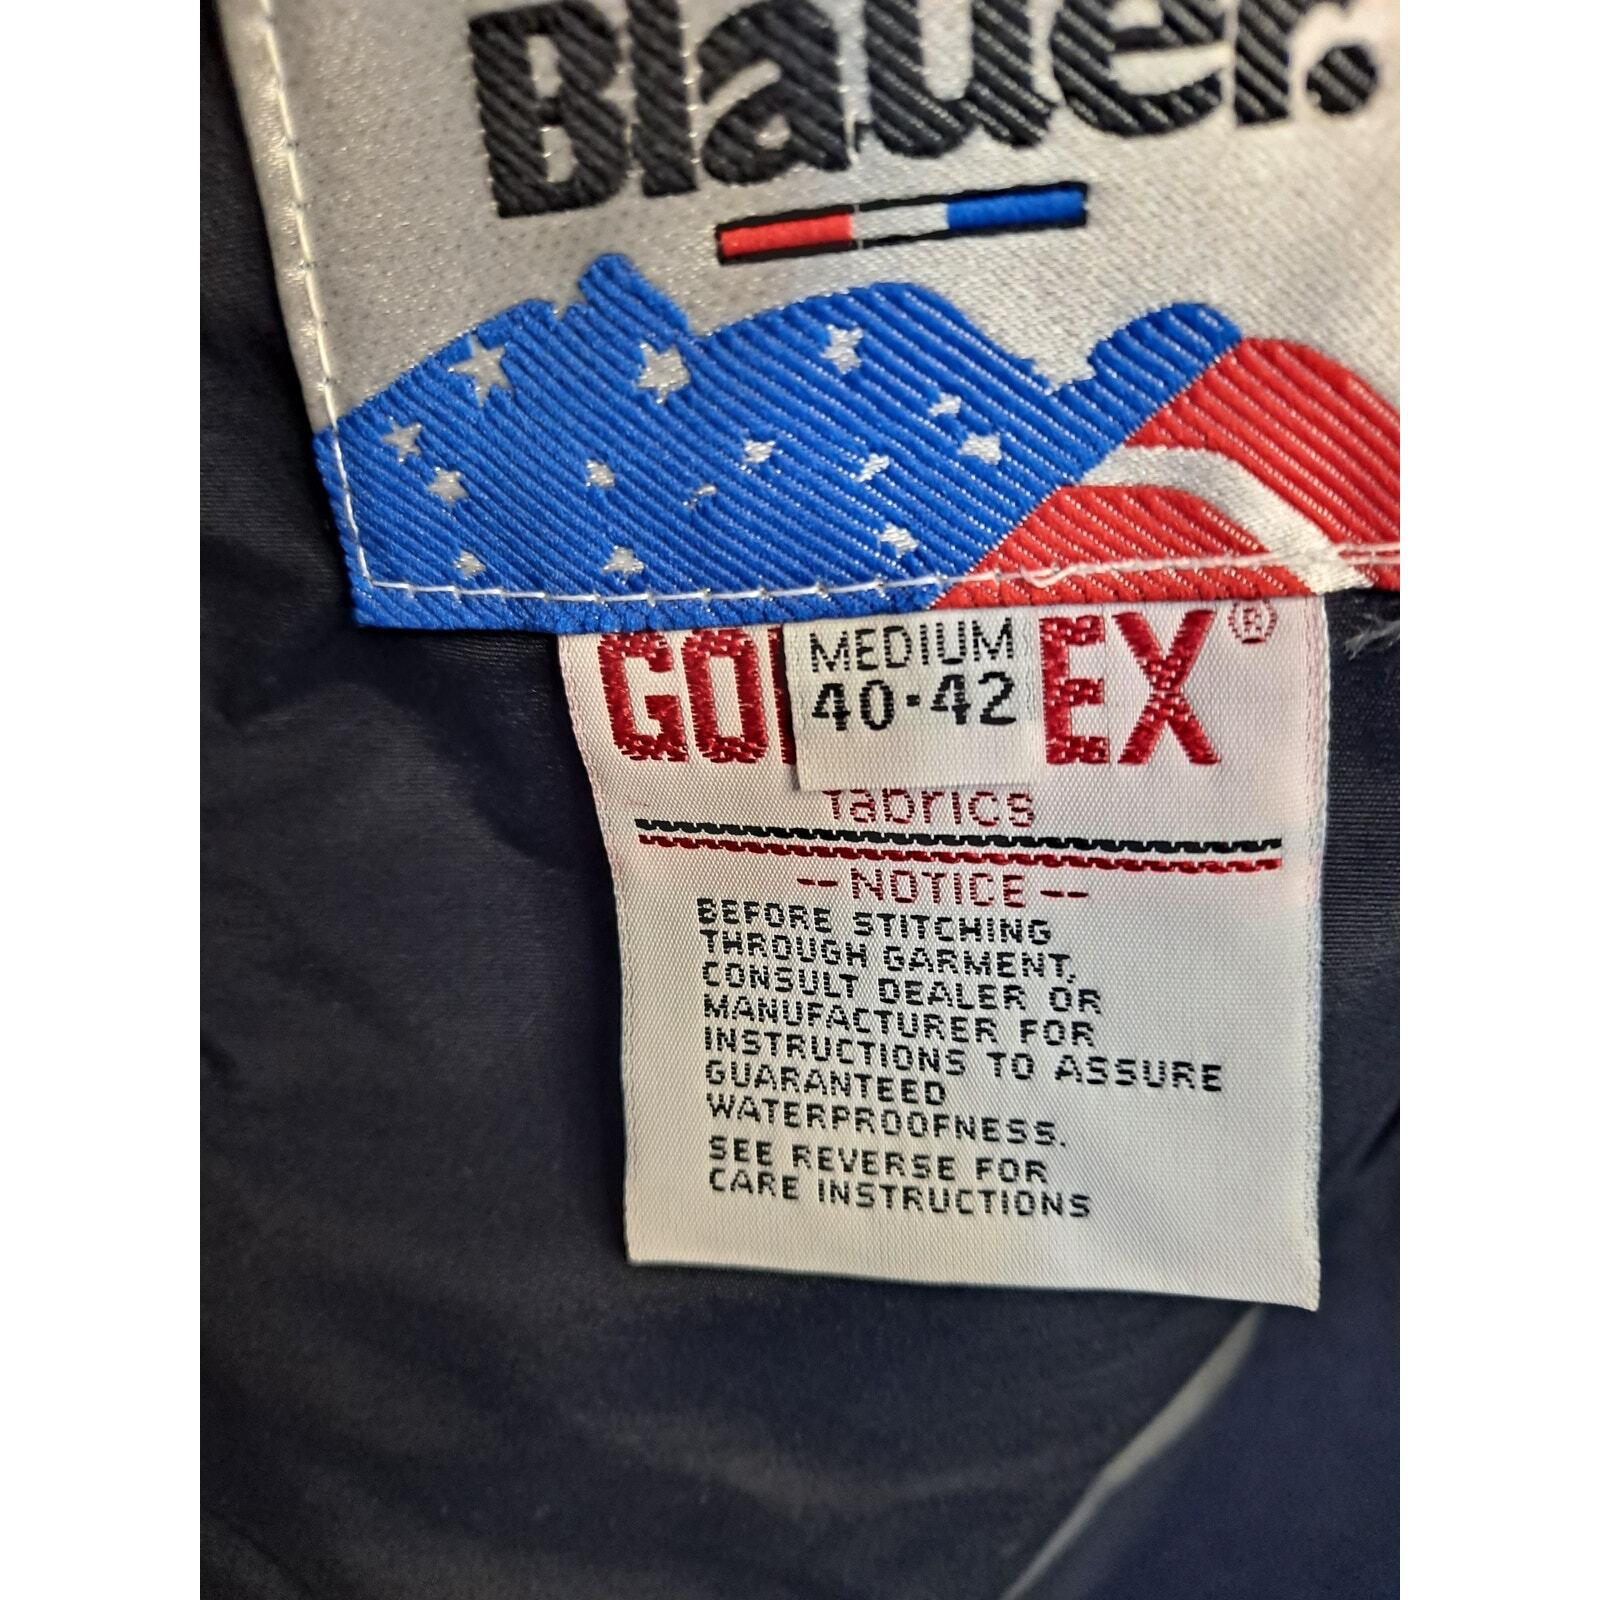 Blauer.
MEDIUM
40-42
GO EX®
fabrics
--NOTICE--
BEFORE STITCHING
THROUGH GARMENT,
CONSULT DEALER OR
MANUFACTURER FOR
INSTRUCTIONS TO ASSURE
GUARANTEED
WATERPROOFNESS.
SEE REVERSE FOR
CARE INSTRUCTIONS